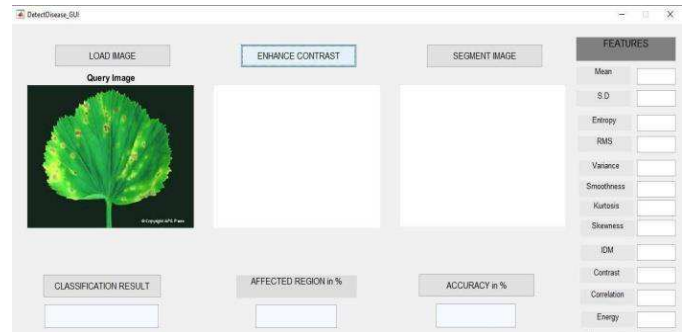 DetectDisease_GUI
LOAD IMAGE
ENHANCE CONTRAST
SEGMENT IMAGE
Query Image
FEATURES
Mean
S.D
Entropy
RMS
Variance
Smoothness
Kurtosis
Skewness
IDM
Contrast
Correlation
Energy
CLASSIFICATION RESULT
AFFECTED REGION in %
ACCURACY in %